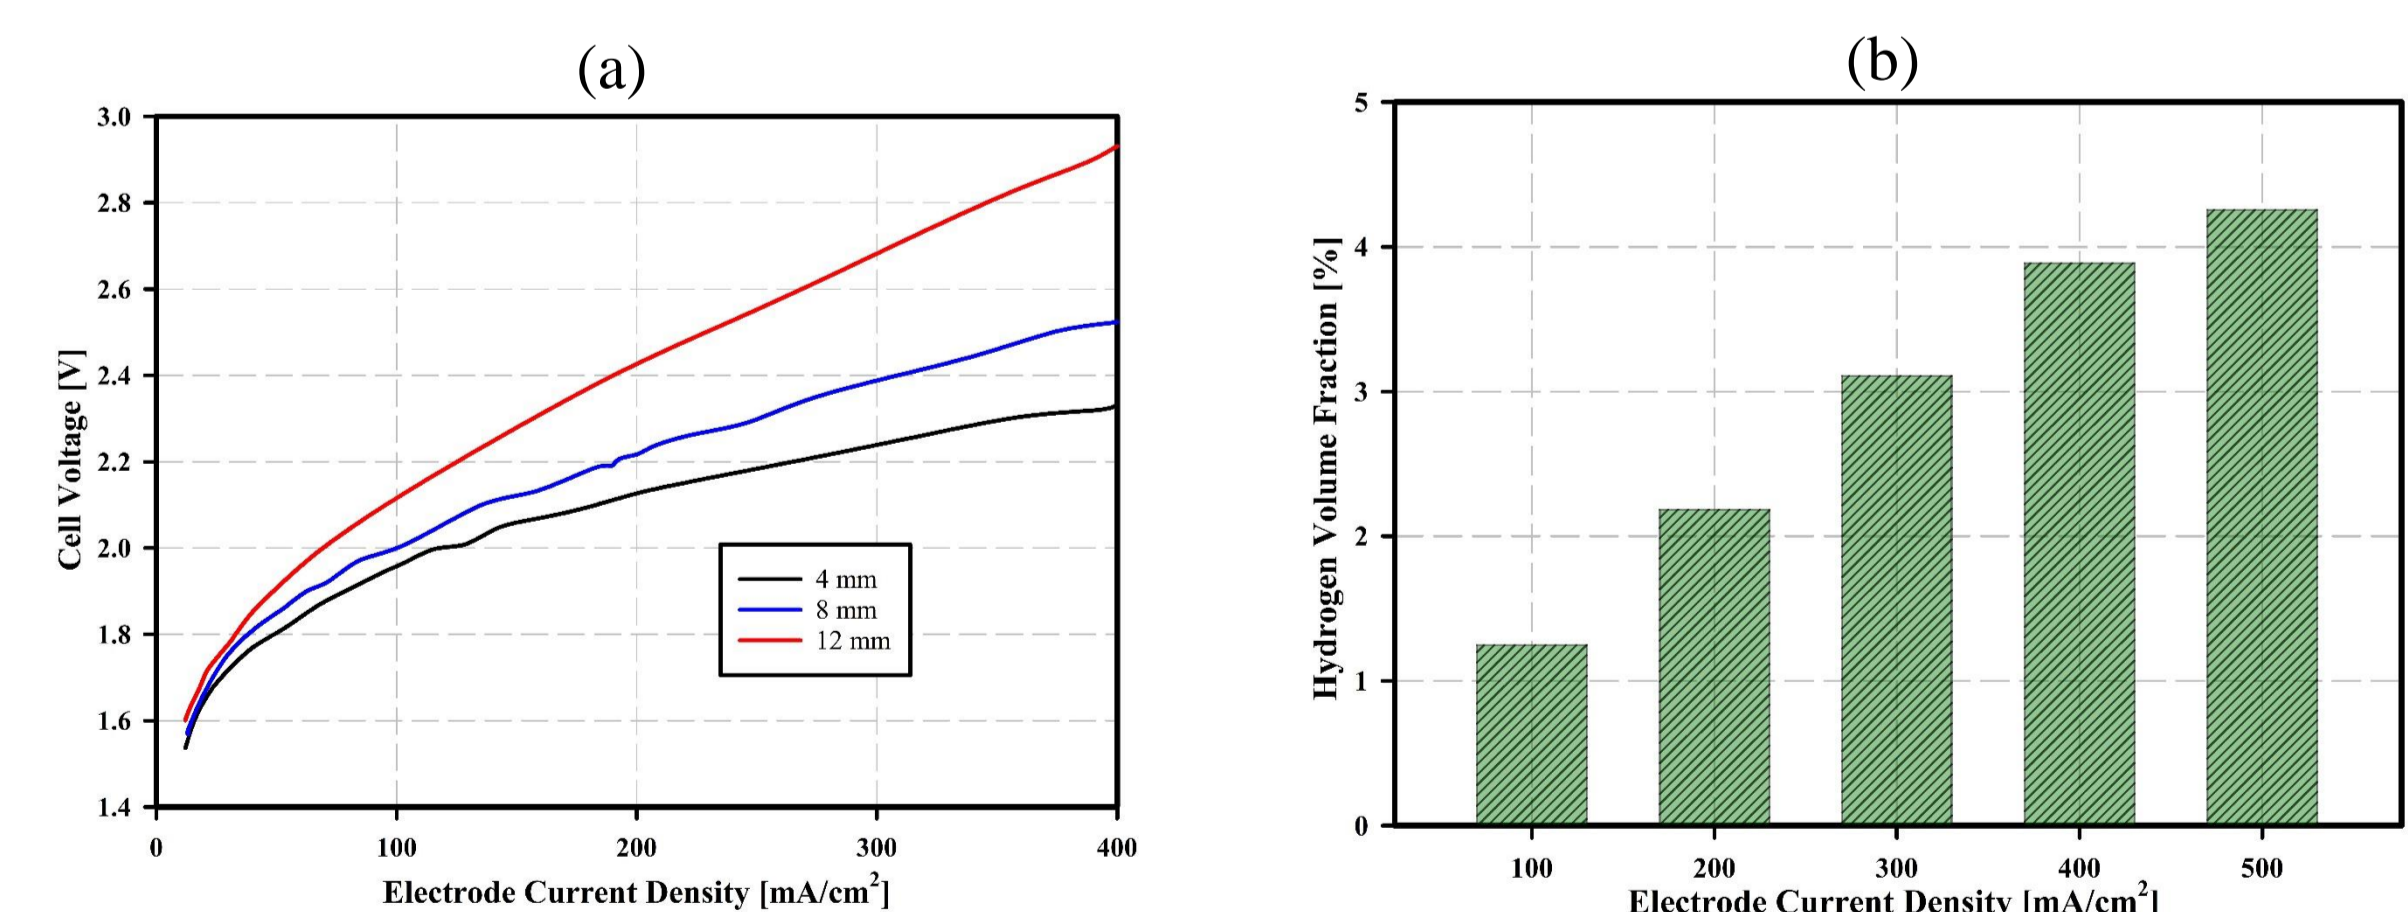 (a)
3.0
2.8
2.6
2.4
2.2
2.0
1.8
1.6
1.4
Cell Voltage [V]
4 mm
8 mm
12 mm
0 100 200 300 400
Electrode Current Density [mA/cm²]
(b)
5
4
3
2
1
0
Hydrogen Volume Fraction [%]
100 200 300 400 500
Electrode Current Density [mA/cm²]